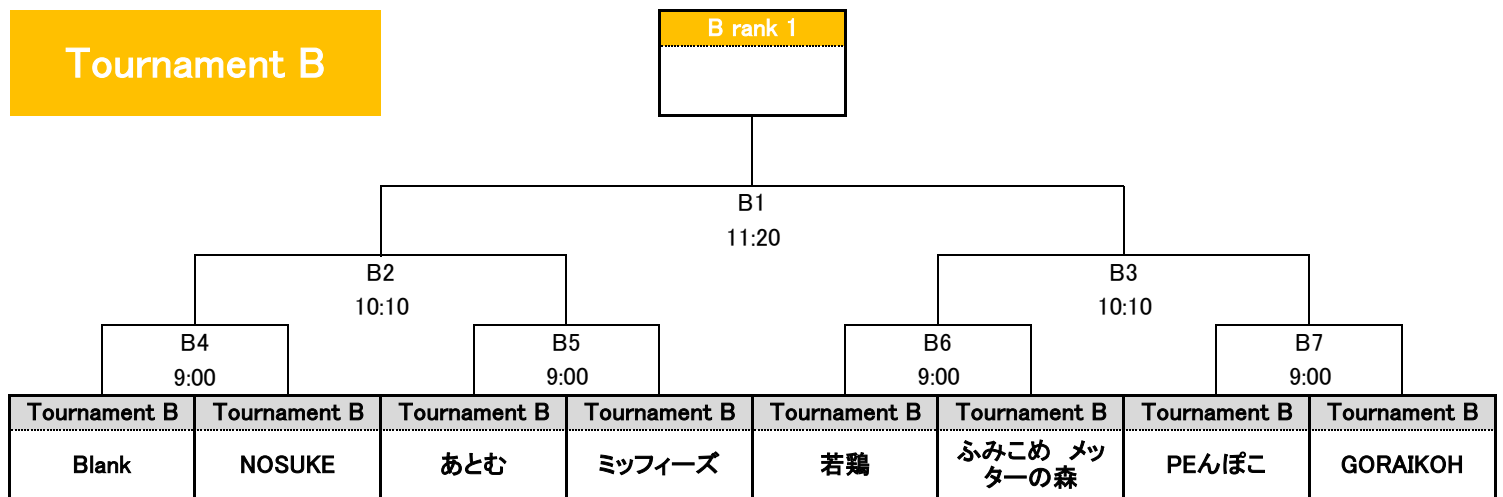 B rank 1
Tournament B
B1
11:20
B2
B3
10:10
10:10
B4
B5
B6
B7
9:00
9:00
9:00
9:00
Tournament B
Tournament B
Tournament B
Tournament B
Tournament B
Tournament B
Tournament B
Tournament B
Blank
NOSUKE
あとむ
ミッフィーズ
若鶏
ふみこめ　メッ
ターの森
PEんぽこ
GORAIKOH